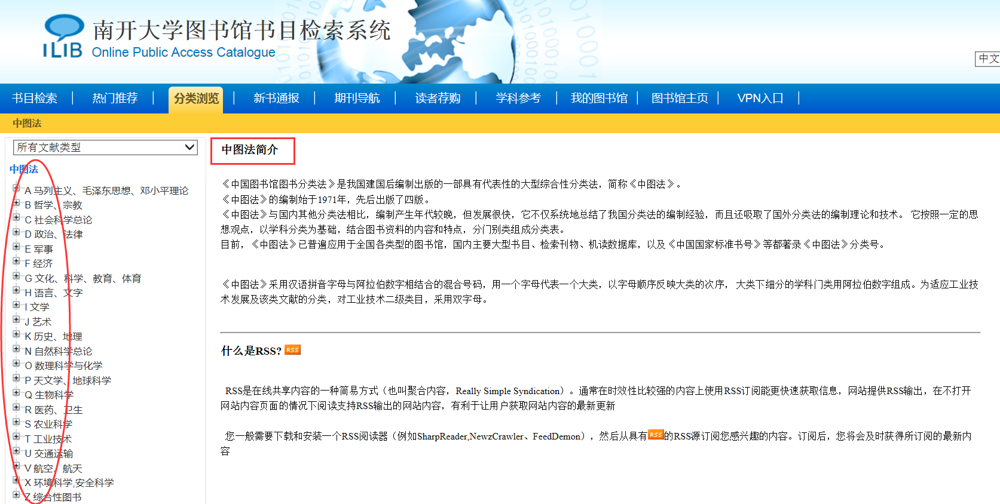 ILIB
南开大学图书馆书目检索系统
Online Public Access Catalogue
中文
书目检索
热门推荐
分类浏览
新书通报
期刊导航
读者荐购
学科参考
我的图书馆
图书馆主页
VPN入口
中图法
所有文献类型
中图法
A 马列主义、毛泽东思想、邓小平理论
B 哲学、宗教
C 社会科学总论
D 政治、法律
E 军事
F 经济
G 文化、科学、教育、体育
H 语言、文字
I 文学
J 艺术
K 历史、地理
N 自然科学总论
O 数理科学与化学
P 天文学、地球科学
Q 生物科学
R 医药、卫生
S 农业科学
T 工业技术
U 交通运输
V 航空、航天
X 环境科学,安全科学
Z 综合性图书
中图法简介
《中国图书馆图书分类法》是我国建国后编制出版的一部具有代表性的大型综合性分类法，简称《中图法》。
《中图法》的编制始于1971年，先后出版了四版。
《中图法》与国内其他分类法相比，编制产生年代较晚，但发展很快，它不仅系统地总结了我国分类法的编制经验，而且还吸取了国外分类法的编制理论和技术。 它按照一定的思
想观点，以学科分类为基础，结合图书资料的内容和特点，分门别类组成分类表。
目前，《中图法》已普遍应用于全国各类型的图书馆，国内主要大型书目、检索刊物、机读数据库，以及《中国国家标准书号》等都著录《中图法》分类号。
《中图法》采用汉语拼音字母与阿拉伯数字相结合的混合号码，用一个字母代表一个大类，以字母顺序反映大类的次序， 大类下细分的学科门类用阿拉伯数字组成。为适应工业技
术发展及该类文献的分类，对工业技术二级类目，采用双字母。
什么是RSS? RSS
RSS是在线共享内容的一种简易方式（也叫聚合内容，Really Simple Syndication）。通常在时效性比较强的内容上使用RSS订阅能更快速获取信息，网站提供RSS输出，在不打开
网站内容页面的情况下阅读支持RSS输出的网站内容，有利于让用户获取网站内容的最新更新
您一般需要下载和安装一个RSS阅读器（例如SharpReader,NewzCrawler、FeedDemon），然后从具有RSS的RSS源订阅您感兴趣的内容。订阅后，您将会及时获得所订阅的最新内
容